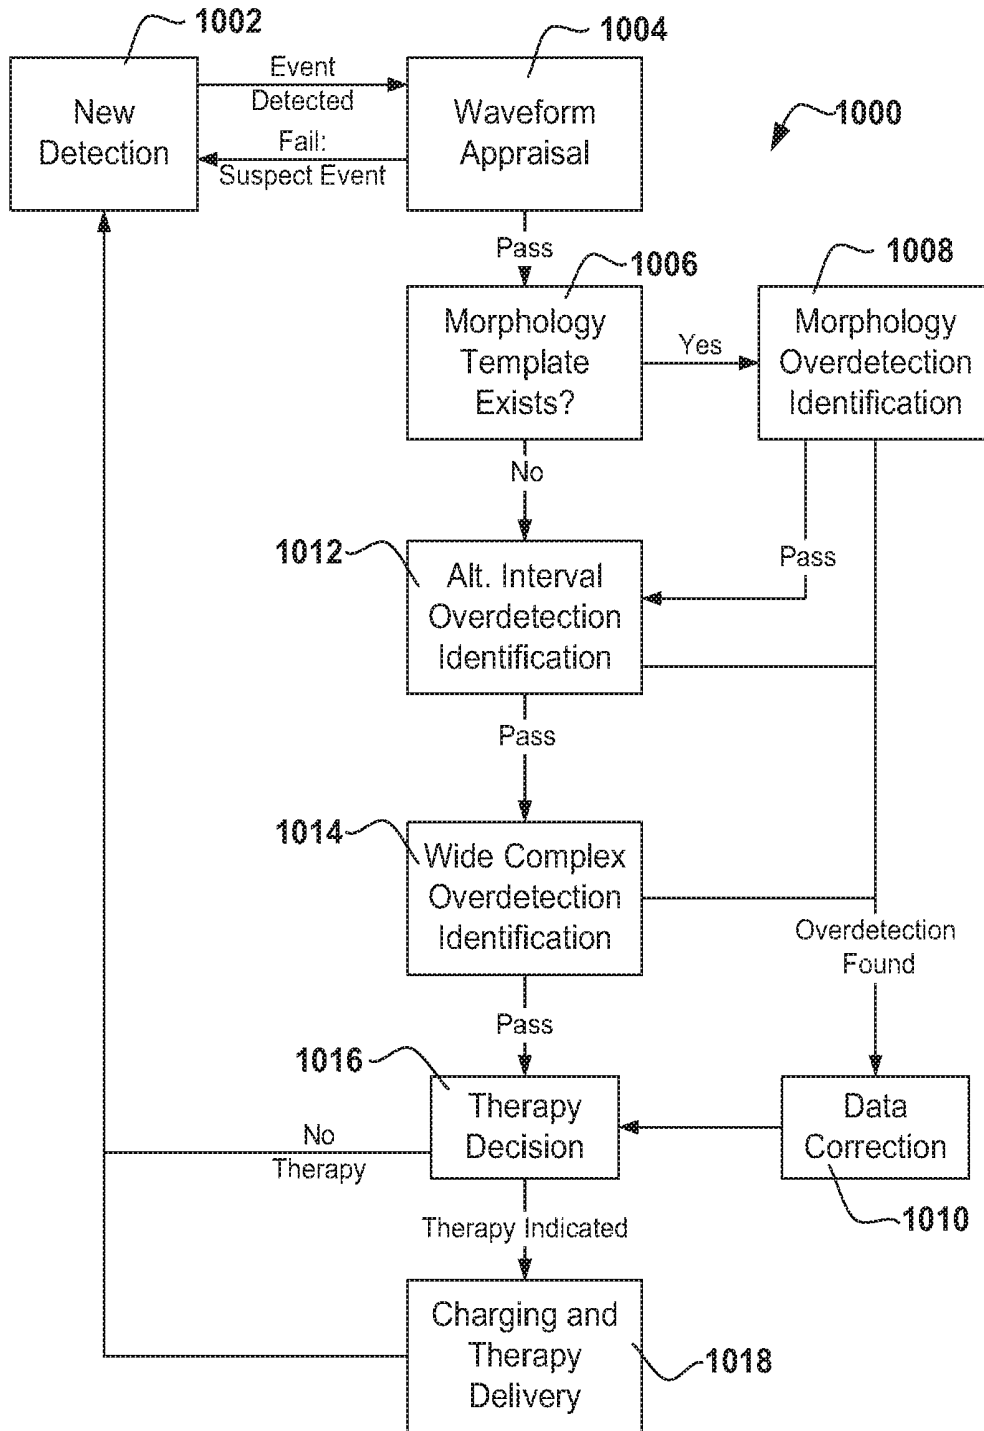 1002
New
Detection
Event
Detected
Fail:
Suspect Event
1004
Waveform
Appraisal
1000
Pass
1006
Morphology
Template
Exists?
Yes
1008
Morphology
Overdetection
Identification
No
Pass
1012
Alt. Interval
Overdetection
Identification
Pass
1014
Wide Complex
Overdetection
Identification
Overdetection
Found
Pass
1016
Therapy
Decision
Data
Correction
1010
No
Therapy
Therapy Indicated
Charging and
Therapy
Delivery
1018